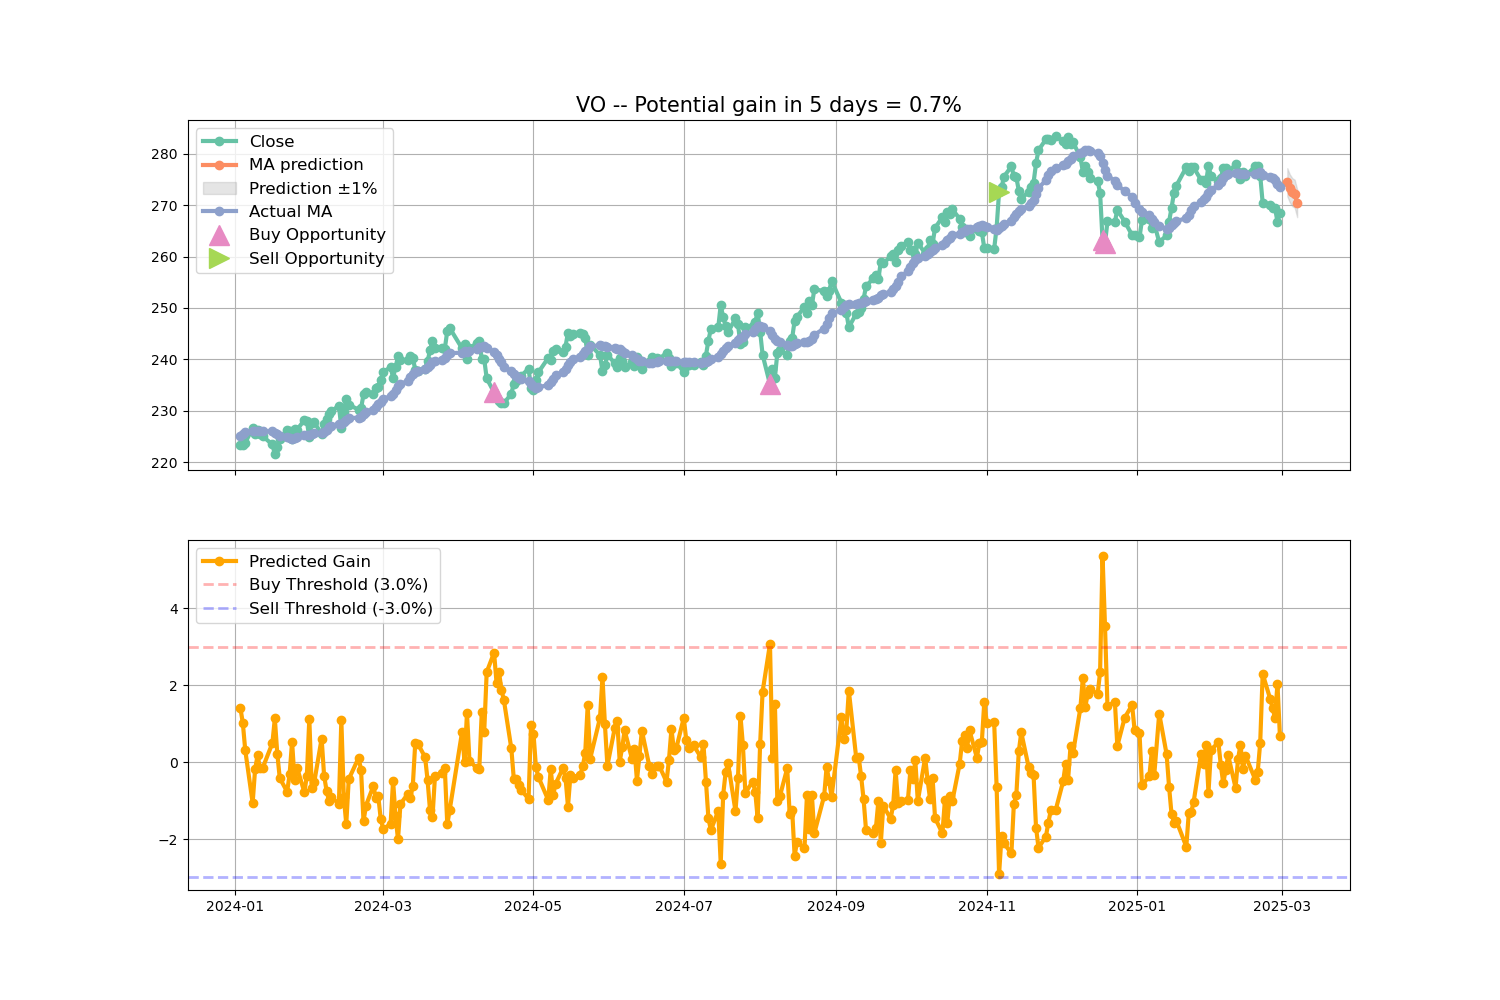 VO -- Potential gain in 5 days = 0.7%
Close
MA prediction
Prediction ±1%
Actual MA
Buy Opportunity
Sell Opportunity
280
270
260
250
240
230
220
Predicted Gain
Buy Threshold (3.0%)
Sell Threshold (-3.0%)
4
2
0
−2
2024-01 2024-03 2024-05 2024-07 2024-09 2024-11 2025-01 2025-03